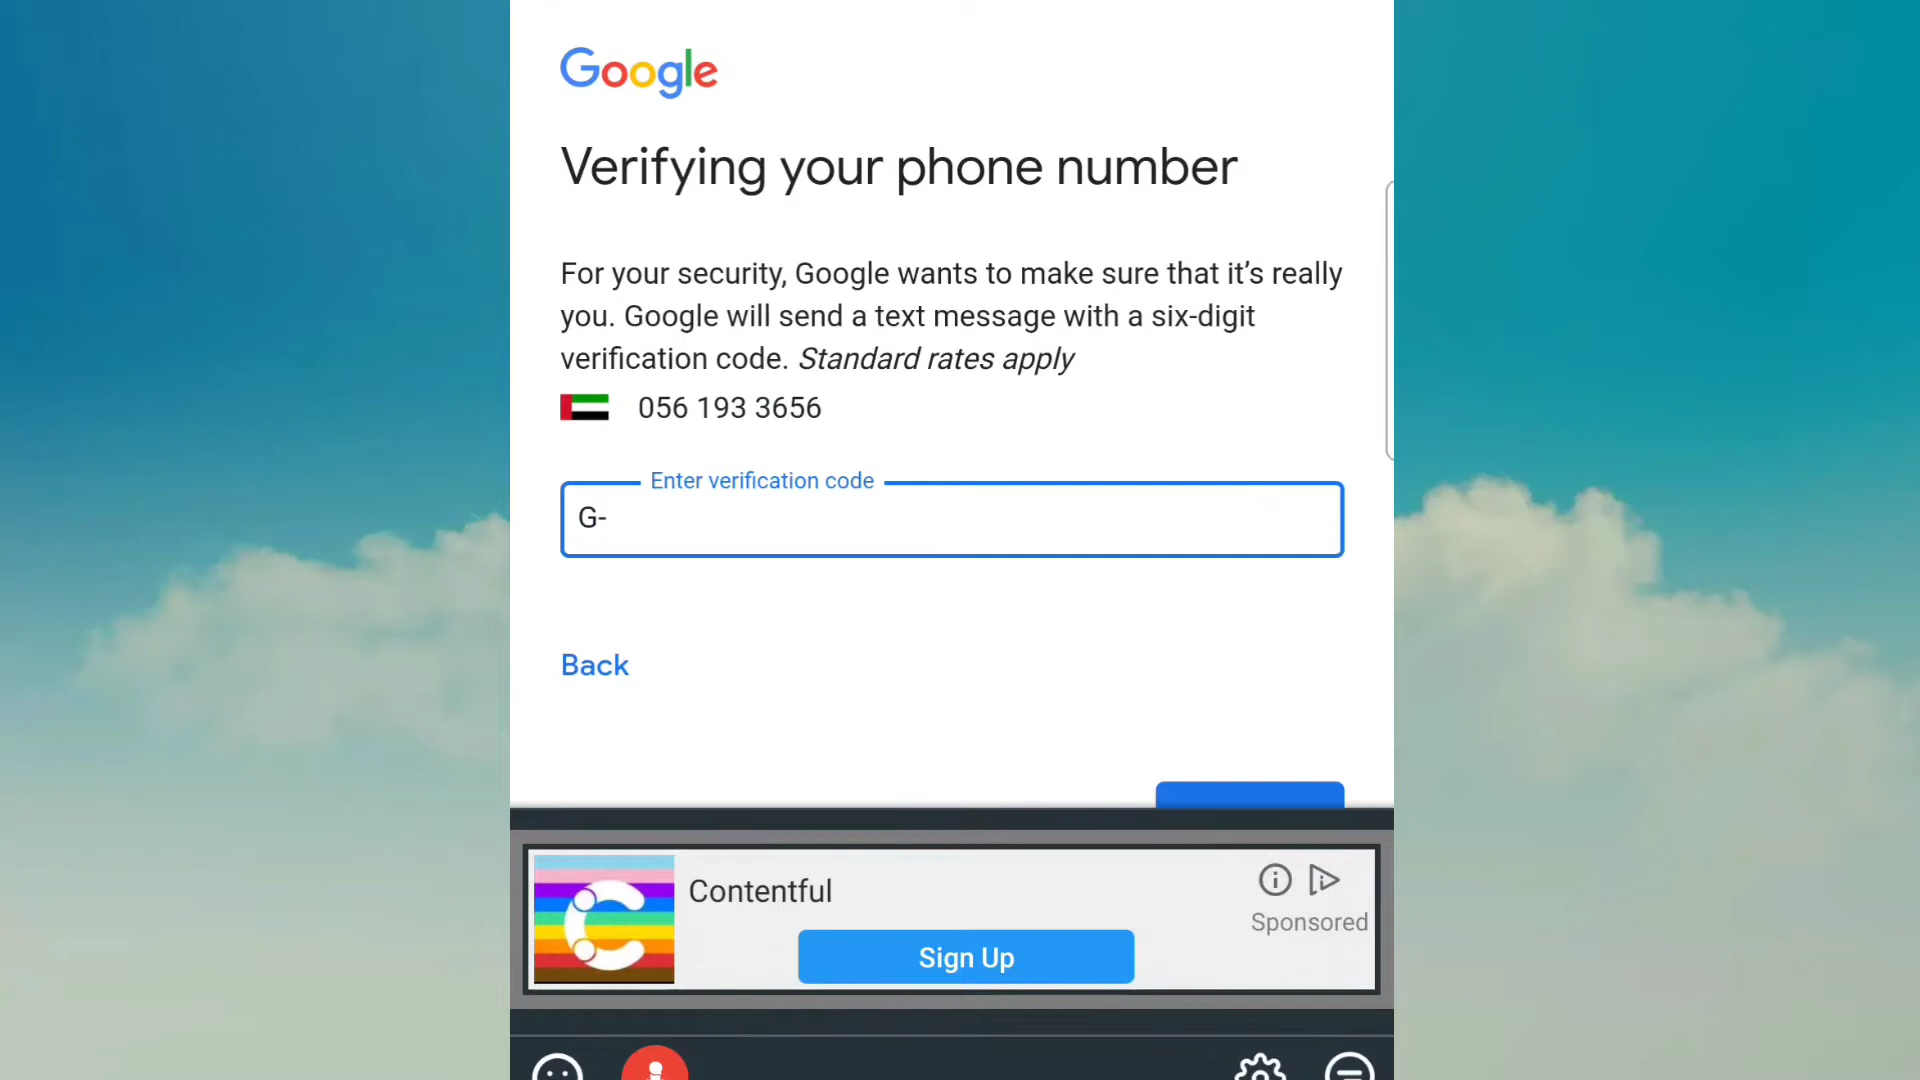 Google
Verifying your phone number
For your security, Google wants to make sure that it’s really
you. Google will send a text message with a six-digit
verification code. Standard rates apply
056 193 3656
Enter verification code
G-
Back
Contentful
Sponsored
Sign Up